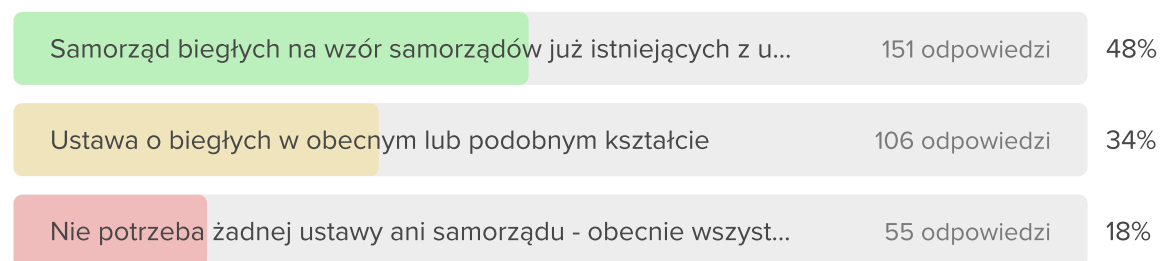 Samorząd biegłych na wzór samorządów już istniejących z u... 151 odpowiedzi 48%
Ustawa o biegłych w obecnym lub podobnym kształcie 106 odpowiedzi 34%
Nie potrzeba żadnej ustawy ani samorządu - obecnie wszyst... 55 odpowiedzi 18%